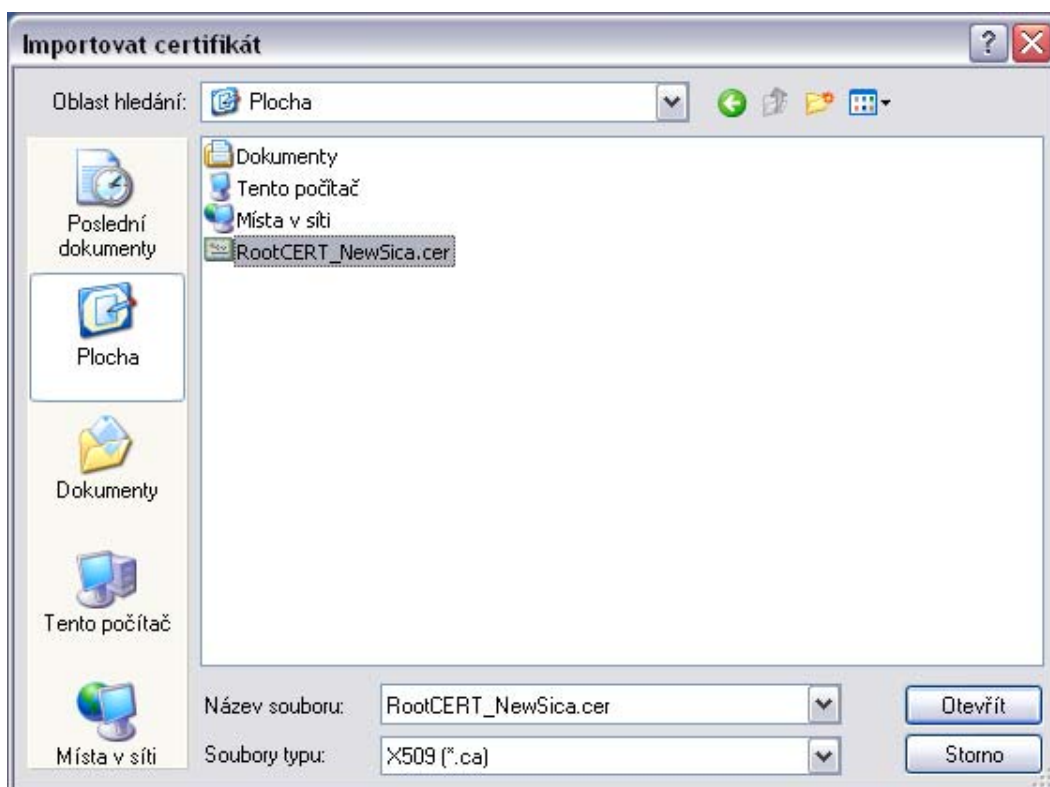 Importovat certifikát
Oblast hledání:
Plocha
Poslední
dokumenty
Plocha
Dokumenty
Tento počítač
Místa v síti
Dokumenty
Tento počítač
Místa v síti
RootCERT_NewSica.cer
Název souboru:
RootCERT_NewSica.cer
Otevřít
Soubory typu:
X509 (*.ca)
Storno